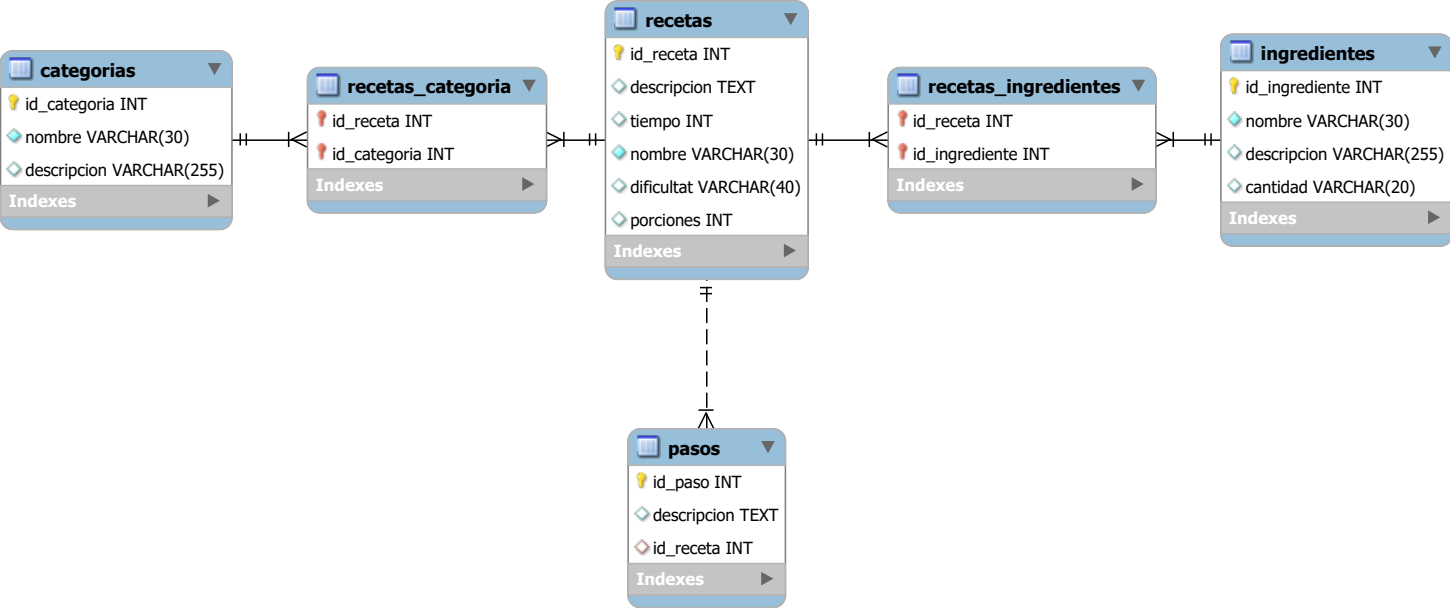 categorias
id_categoria INT
nombre VARCHAR(30)
descripcion VARCHAR(255)
Indexes
recetas_categoria
id_receta INT
id_categoria INT
Indexes
recetas
id_receta INT
descripcion TEXT
tiempo INT
nombre VARCHAR(30)
dificultat VARCHAR(40)
porciones INT
Indexes
recetas_ingredientes
id_receta INT
id_ingrediente INT
Indexes
ingredientes
id_ingrediente INT
nombre VARCHAR(30)
descripcion VARCHAR(255)
cantidad VARCHAR(20)
Indexes
pasos
id_paso INT
descripcion TEXT
id_receta INT
Indexes